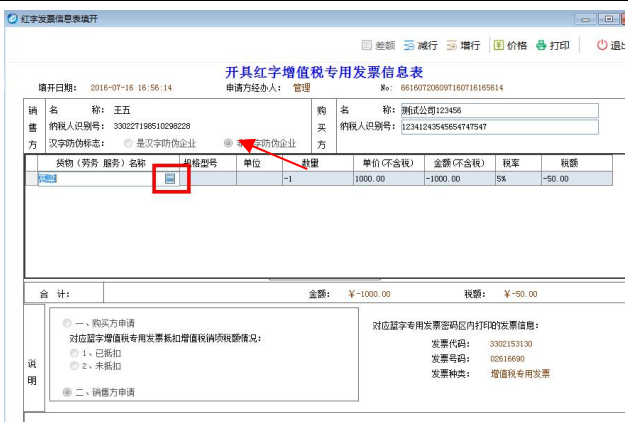 红字发票信息表填开
差额 减行 增行 价格 打印 退出
开具红字增值税专用发票信息表
填开日期: 2016-07-16 16:56:14 申请方经办人: 管理 No: 661607206097160716165614
销售方 名 称: 王五 购买方 名 称: 测试公司123456
纳税人识别号: 330227198510298228 纳税人识别号: 12341243545654747547
汉字防伪标志: 是汉字防伪企业 字防伪企业
货物(劳务 服务)名称 规格型号 单位 数量 单价(不含税) 金额(不含税) 税率 税额
-1 1000.00 -1000.00 5% -50.00
合 计: 金额: ¥-1000.00 税额: ¥-50.00
说明
一、购买方申请
对应蓝字增值税专用发票抵扣增值税销项税额情况:
1、已抵扣
2、未抵扣
二、销售方申请
对应蓝字专用发票密码区内打印的发票信息:
发票代码: 3302153130
发票号码: 02616690
发票种类: 增值税专用发票